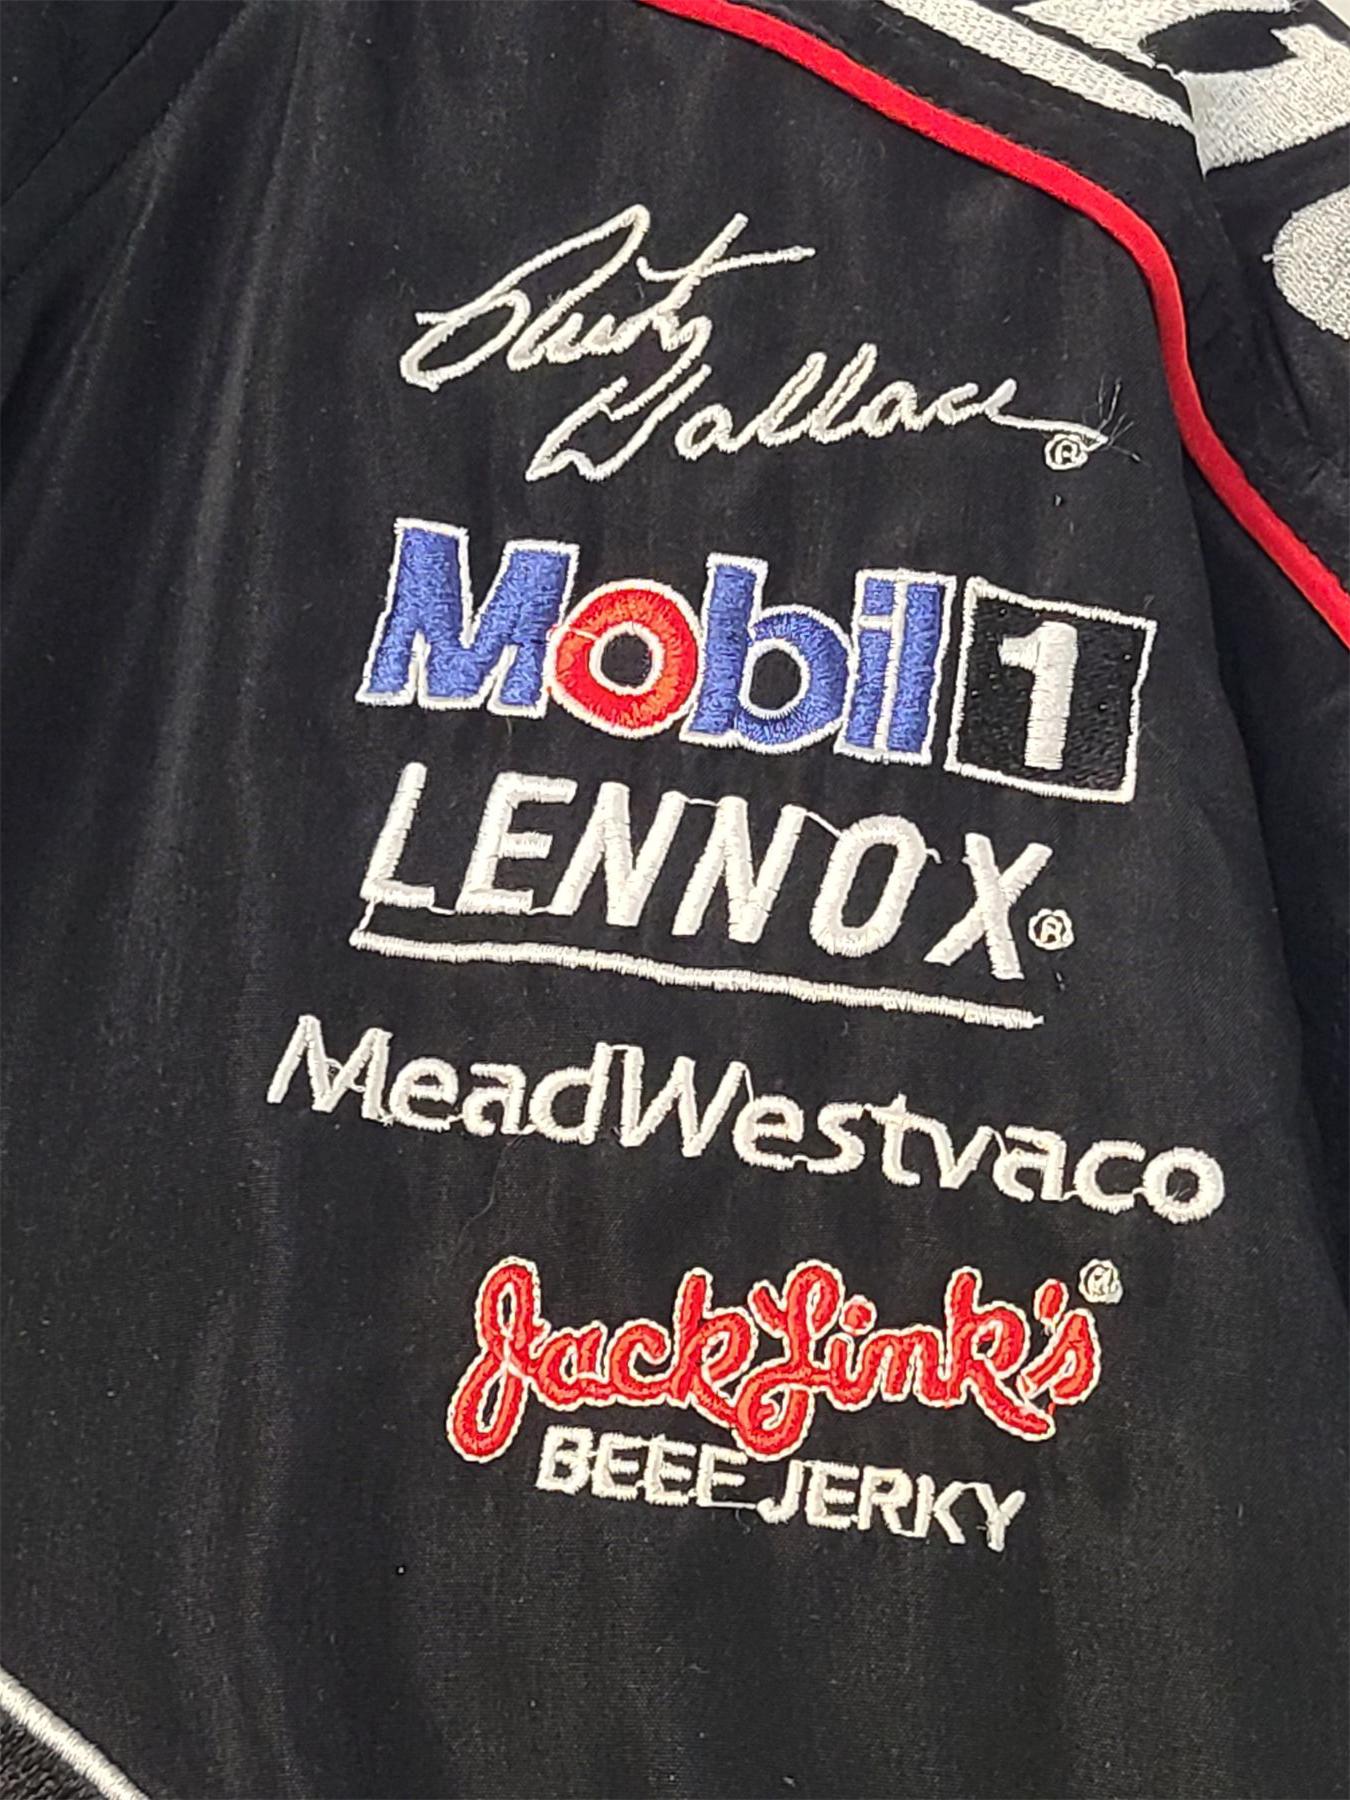 Rusty
Wallace®
Mobil 1
LENNOX®
MeadWestvaco
Jack Link's®
BEEF JERKY